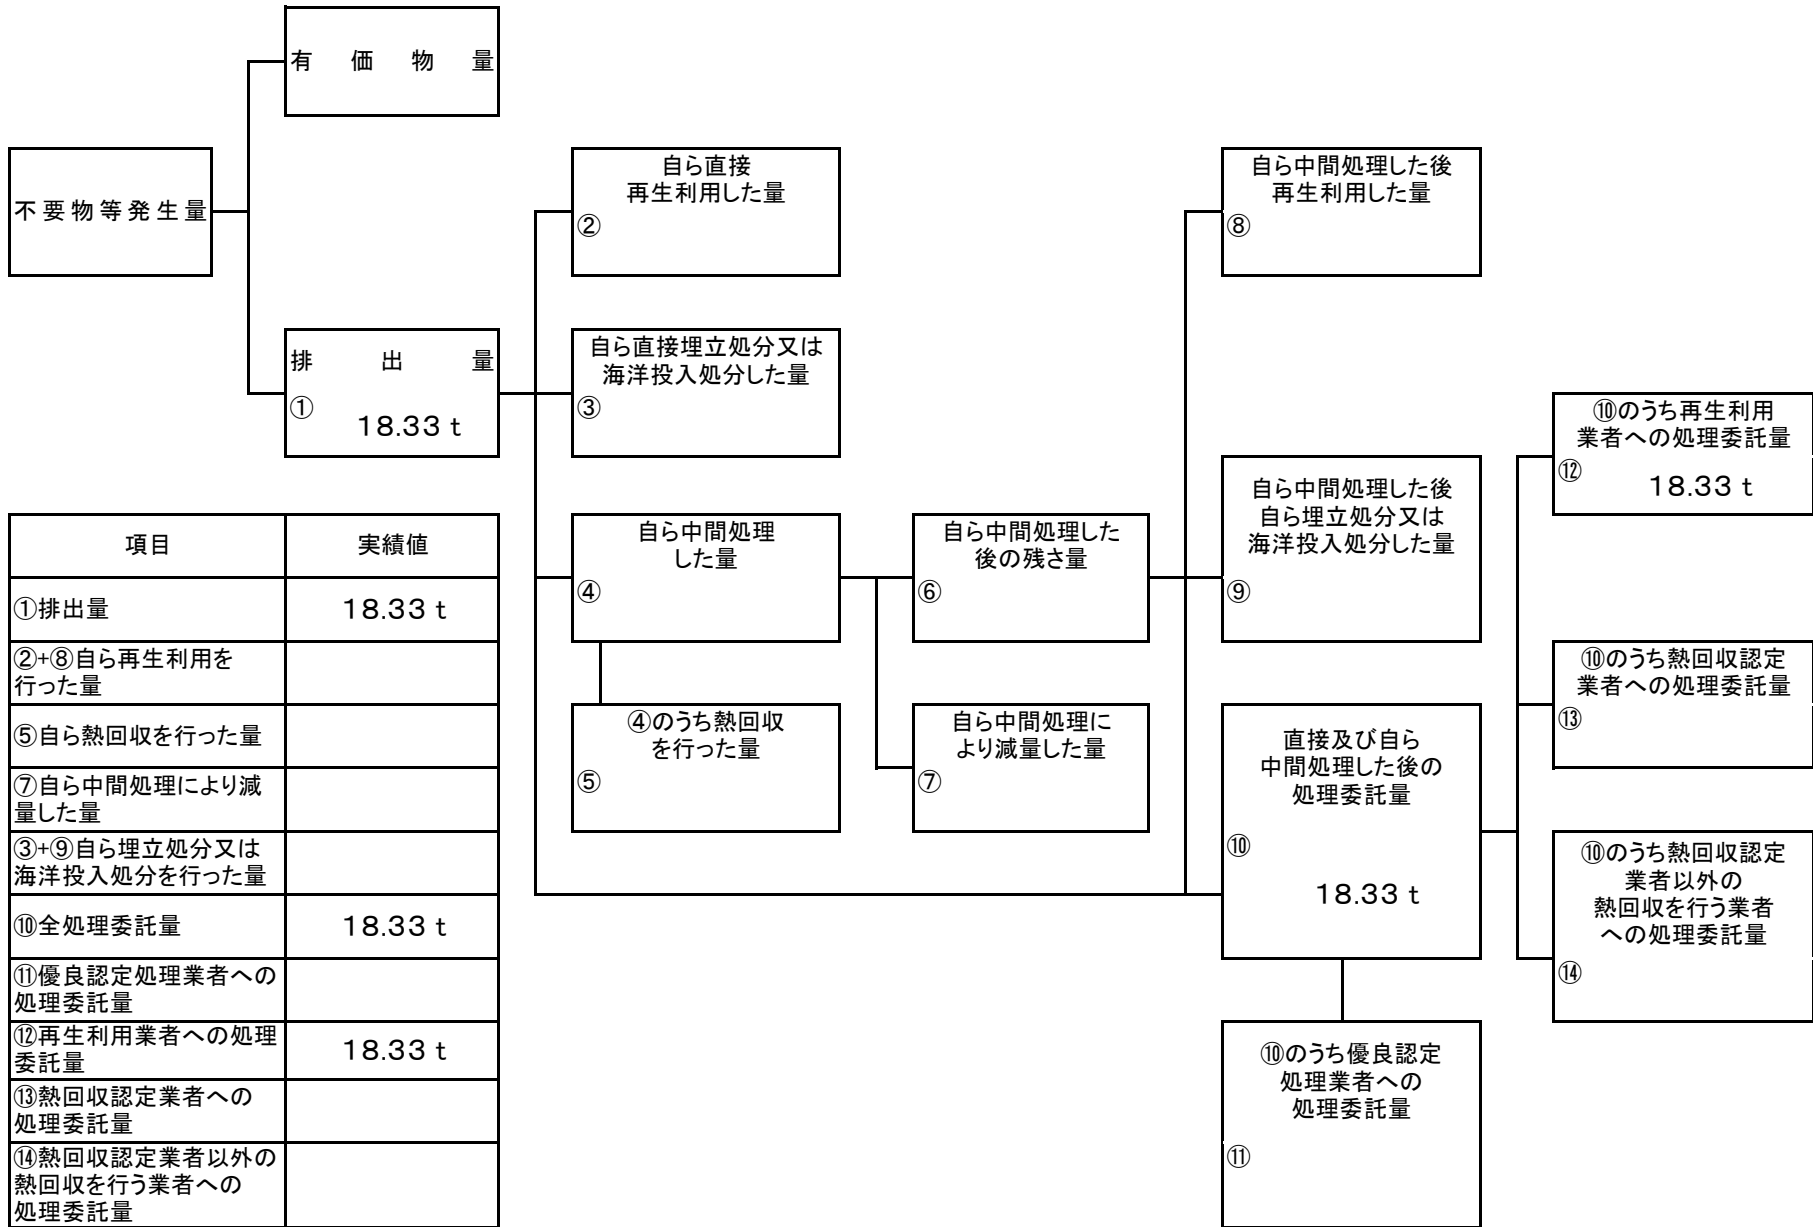 有価物量
不要物等発生量
排出量
①
18.33 t
自ら直接
再生利用した量
②
自ら直接埋立処分又は
海洋投入処分した量
③
自ら中間処理
した量
④
④のうち熱回収
を行った量
⑤
自ら中間処理した
後の残さ量
⑥
自ら中間処理に
より減量した量
⑦
自ら中間処理した後
再生利用した量
⑧
自ら中間処理した後
自ら埋立処分又は
海洋投入処分した量
⑨
直接及び自ら
中間処理した後の
処理委託量
⑩
18.33 t
⑩のうち優良認定
処理業者への
処理委託量
⑪
⑩のうち再生利用
業者への処理委託量
⑫
18.33 t
⑩のうち熱回収認定
業者への処理委託量
⑬
⑩のうち熱回収認定
業者以外の
熱回収を行う業者
への処理委託量
⑭
項目 実績値
①排出量 18.33 t
②+⑧自ら再生利用を
行った量
⑤自ら熱回収を行った量
⑦自ら中間処理により減
量した量
③+⑨自ら埋立処分又は
海洋投入処分を行った量
⑩全処理委託量 18.33 t
⑪優良認定処理業者への
処理委託量
⑫再生利用業者への処理
委託量 18.33 t
⑬熱回収認定業者への
処理委託量
⑭熱回収認定業者以外の
熱回収を行う業者への
処理委託量